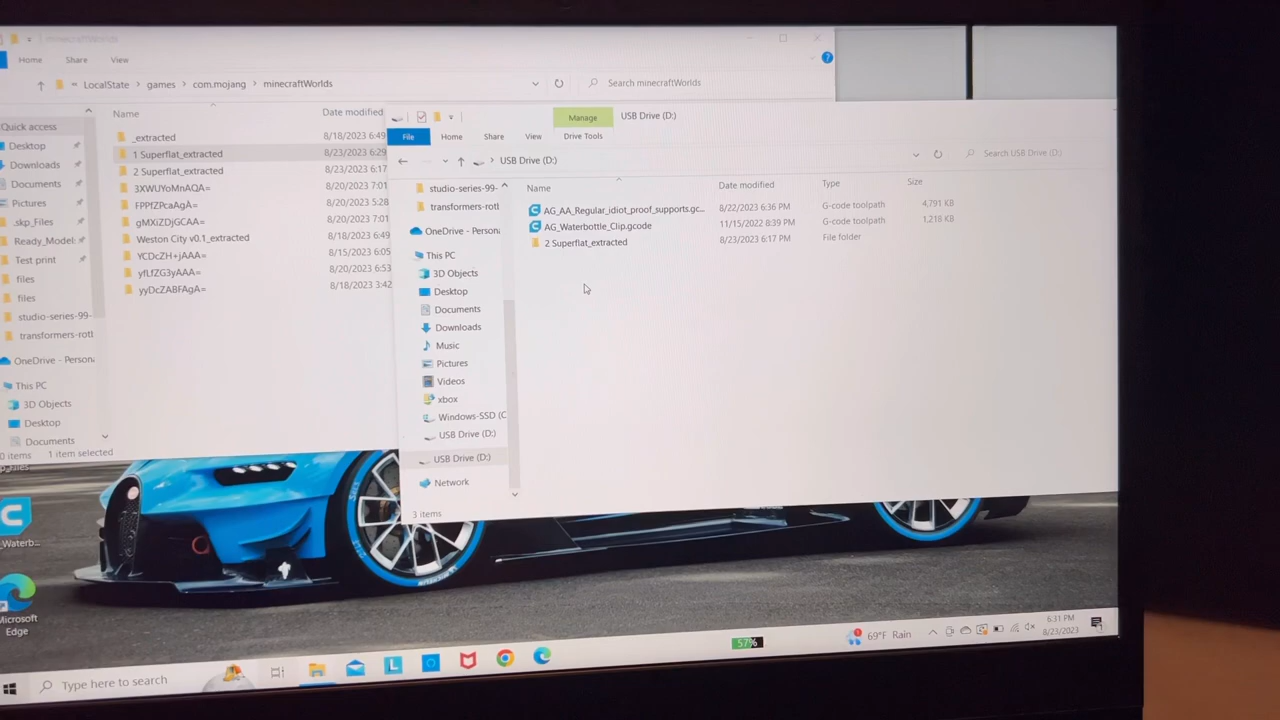 minecraftWorlds
Home Share View
LocalState games com.mojang minecraftWorlds
Search minecraftWorlds
Name
Date modified
Quick access
Desktop
Downloads
Documents
Pictures
.skp_Files
Ready_Model
Test print
files
files
studio-series-99-
transformers-rotl
OneDrive - Persona
This PC
3D Objects
Desktop
Documents
_extracted 8/18/2023 6:49
1 Superflat_extracted 8/23/2023 6:29
2 Superflat_extracted 8/23/2023 6:17
3XWUYoMnAQA= 8/20/2023 7:01
FPPfZPcaAgA= 8/20/2023 5:28
gMXiZDjGCAA= 8/20/2023 7:01
Weston City v0.1_extracted 8/18/2023 6:49
YCDcZH+jAAA= 8/15/2023 6:05
yfLfZG3yAAA= 8/20/2023 6:53
yyDcZABFAgA= 8/18/2023 3:42
0 items 1 item selected
Manage
USB Drive (D:)
File Home Share View Drive Tools
USB Drive (D:)
Search USB Drive (D:)
studio-series-99-
transformers-rotl
OneDrive - Persona
This PC
3D Objects
Desktop
Documents
Downloads
Music
Pictures
Videos
xbox
Windows-SSD (C
USB Drive (D:)
USB Drive (D:)
Network
Name Date modified Type Size
AG_AA_Regular_idiot_proof_supports.gc... 8/22/2023 6:36 PM G-code toolpath 4,791 KB
AG_Waterbottle_Clip.gcode 11/15/2022 8:39 PM G-code toolpath 1,218 KB
2 Superflat_extracted 8/23/2023 6:17 PM File folder
3 items
_Waterb...
Microsoft
Edge
Type here to search
57%
69°F Rain
6:31 PM
8/23/2023